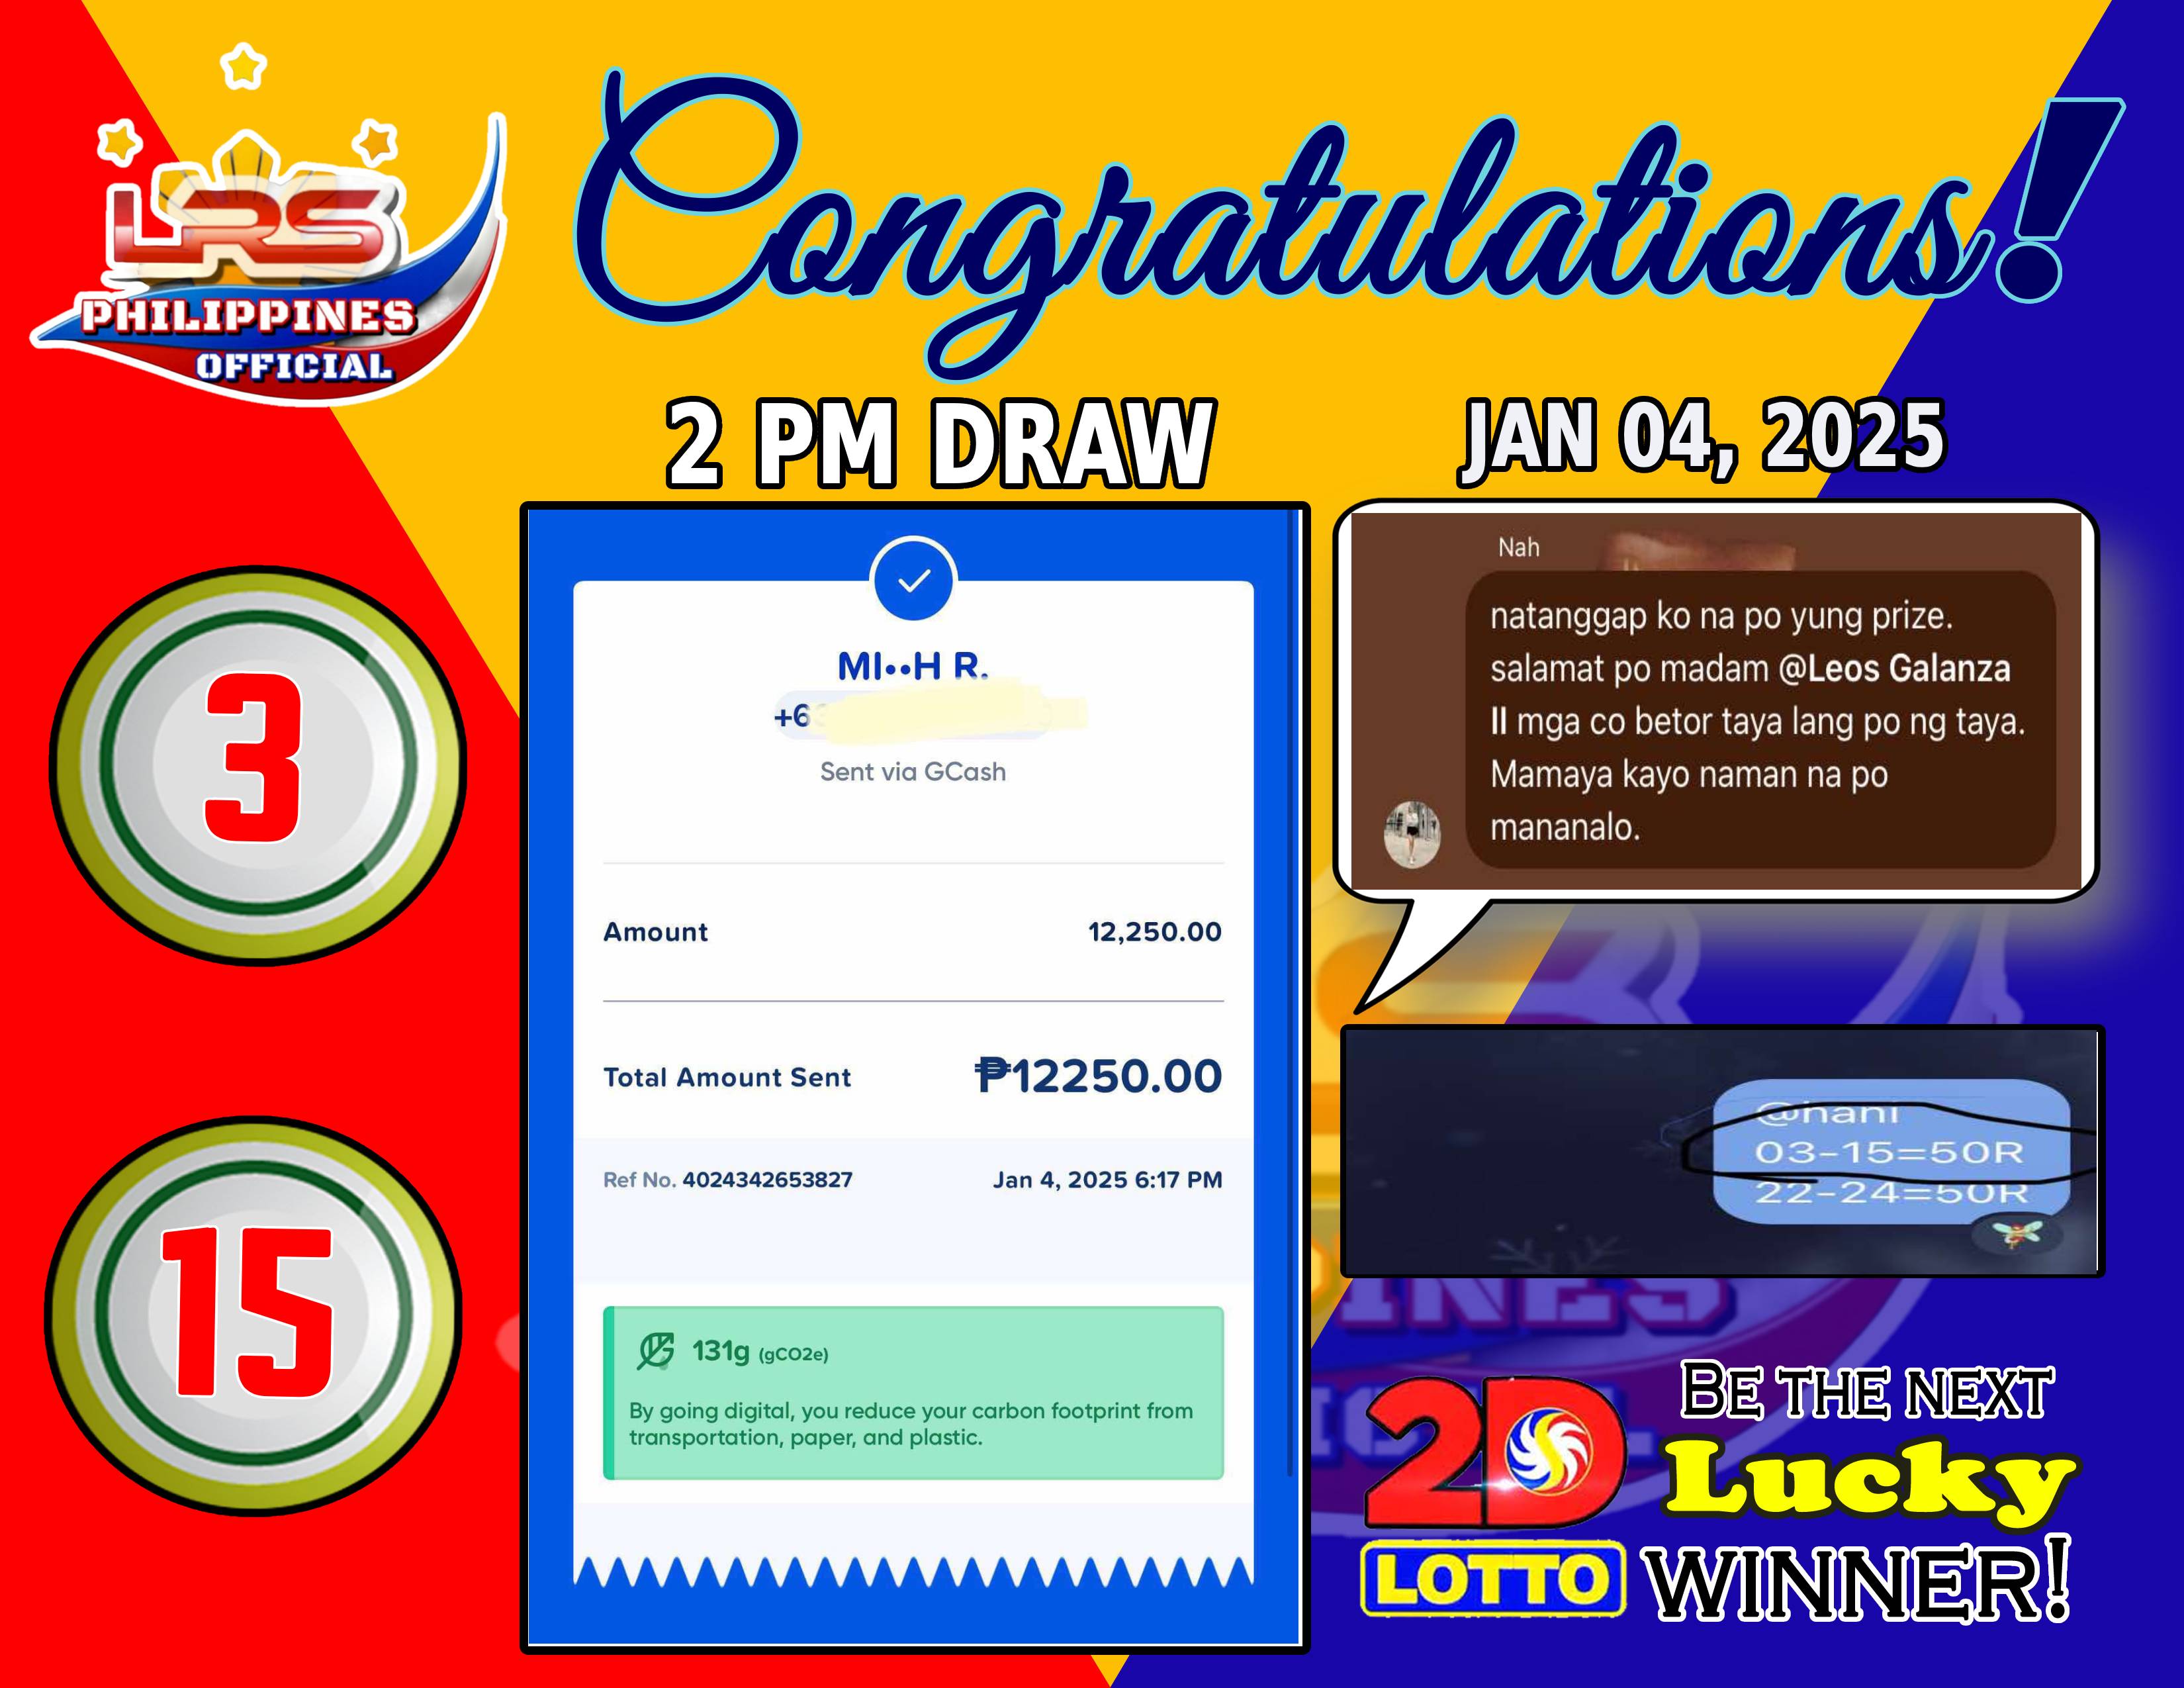 LRS
PHILIPPINES
OFFICIAL
Congratulations!
2 PM DRAW
JAN 04, 2025
3
15
MI••H R.
+63
Sent via GCash
Amount 12,250.00
Total Amount Sent ₱12250.00
Ref No. 4024342653827 Jan 4, 2025 6:17 PM
131g (gCO2e)
By going digital, you reduce your carbon footprint from
transportation, paper, and plastic.
Nah
natanggap ko na po yung prize.
salamat po madam @Leos Galanza
II mga co betor taya lang po ng taya.
Mamaya kayo naman na po
mananalo.
@hani
03-15=50R
22-24=50R
2D
LOTTO
BE THE NEXT
Lucky
WINNER!